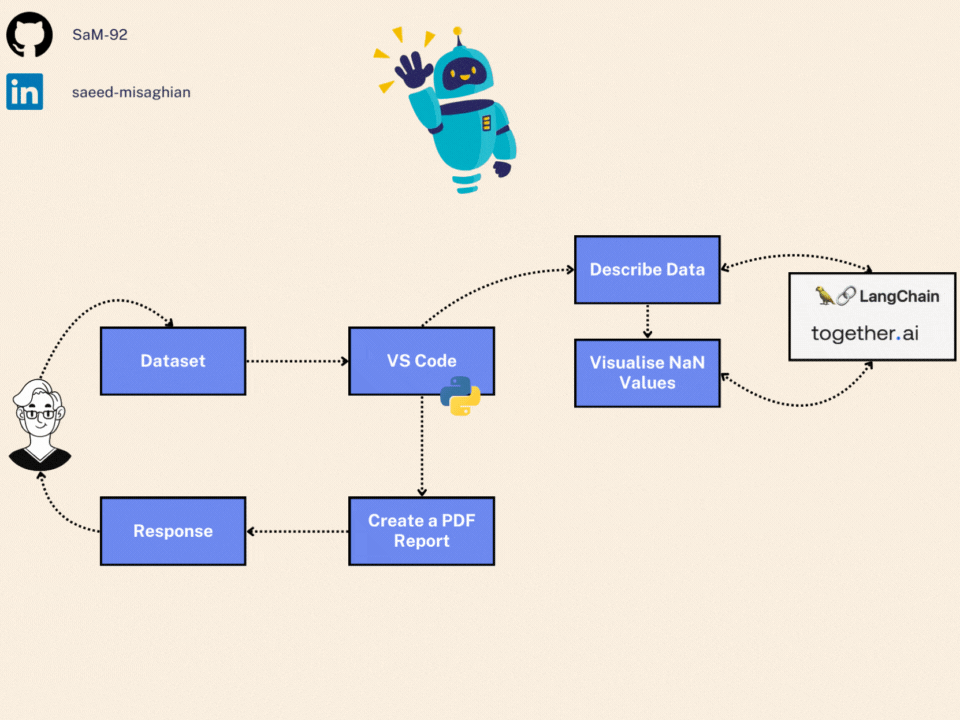 SaM-92
in
saeed-misaghian
Describe Data
LangChain
together.ai
Dataset
VS Code
Visualise NaN
Values
Response
Create a PDF
Report